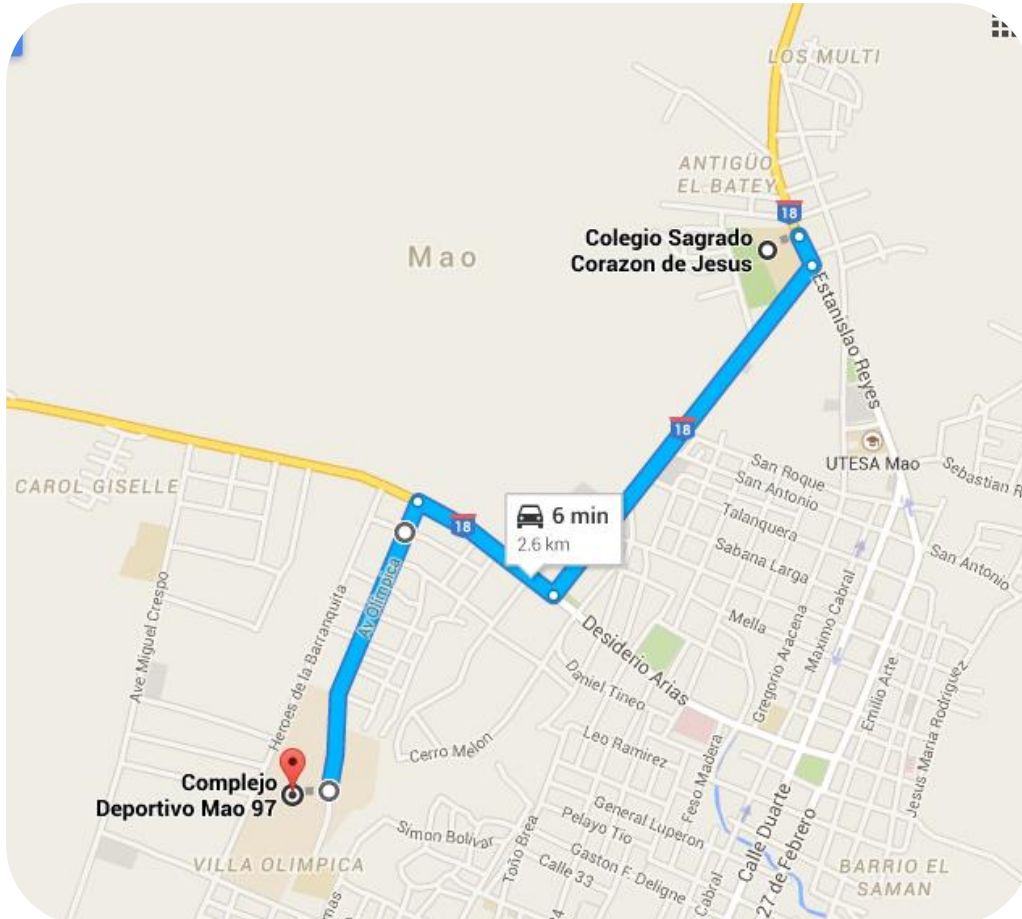 LOS MULTI
ANTIGÜO
EL BATEY
18
Colegio Sagrado
Corazon de Jesus
Mao
Estanislao Reyes
18
UTESA Mao
Sebastian R
San Roque
San Antonio
Talanquera
Sabana Larga
San Antonio
CAROL GISELLE
18
6 min
2.6 km
Av Olímpica
Heroes de la Barranquita
Ave Miguel Crespo
Mella
Desiderio Arias
Daniel Tineo
Gregorio Aracena
Maximo Cabral
Emilio Arte
Jesus Maria Rodríguez
Leo Ramirez
Feso Madera
Cerro Melon
Complejo
Deportivo Mao 97
General Luperon
Pelayo Tio
Simon Bolivar
Toño Brea
Gaston F. Deligne
Calle 33
Cabral
Calle Duarte
27 de Febrero
VILLA OLIMPICA
BARRIO EL
SAMAN